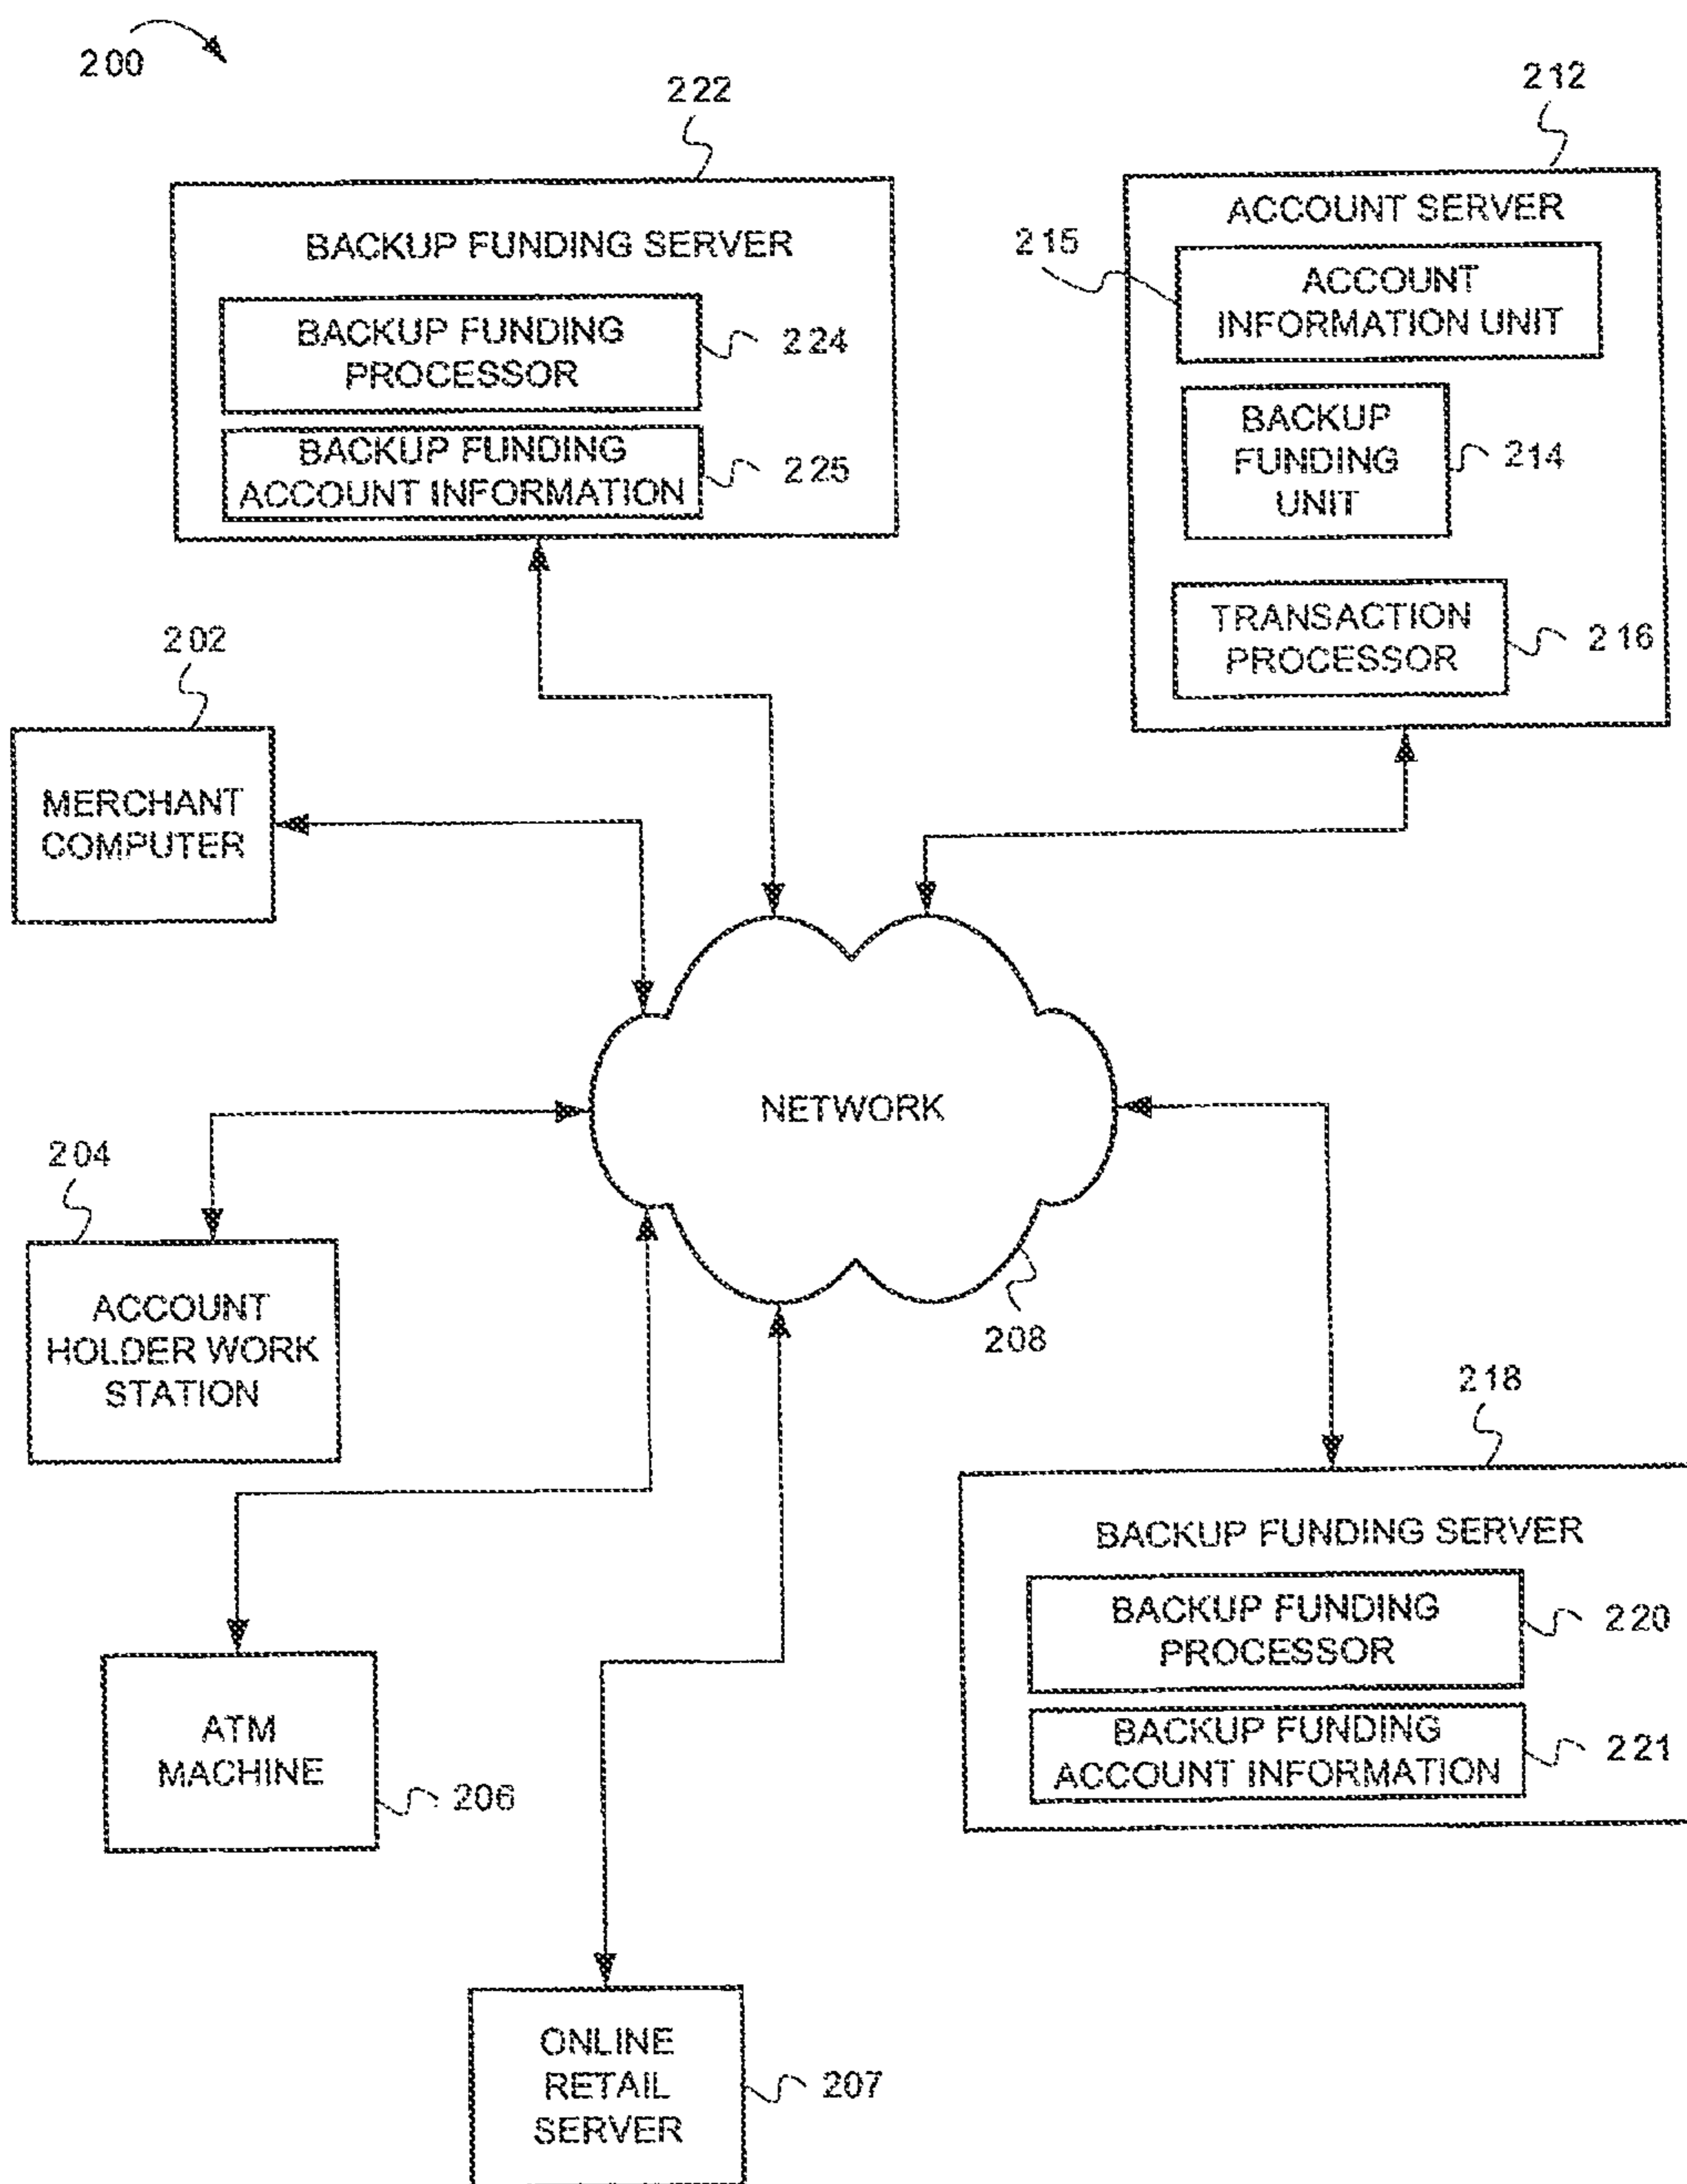 200
222
212
BACKUP FUNDING SERVER
BACKUP FUNDING
PROCESSOR
224
BACKUP FUNDING
ACCOUNT INFORMATION
225
ACCOUNT SERVER
215
ACCOUNT
INFORMATION UNIT
BACKUP
FUNDING
UNIT
214
TRANSACTION
PROCESSOR
216
202
MERCHANT
COMPUTER
NETWORK
208
204
ACCOUNT
HOLDER WORK
STATION
218
BACKUP FUNDING SERVER
BACKUP FUNDING
PROCESSOR
220
BACKUP FUNDING
ACCOUNT INFORMATION
221
ATM
MACHINE
206
ONLINE
RETAIL
SERVER
207